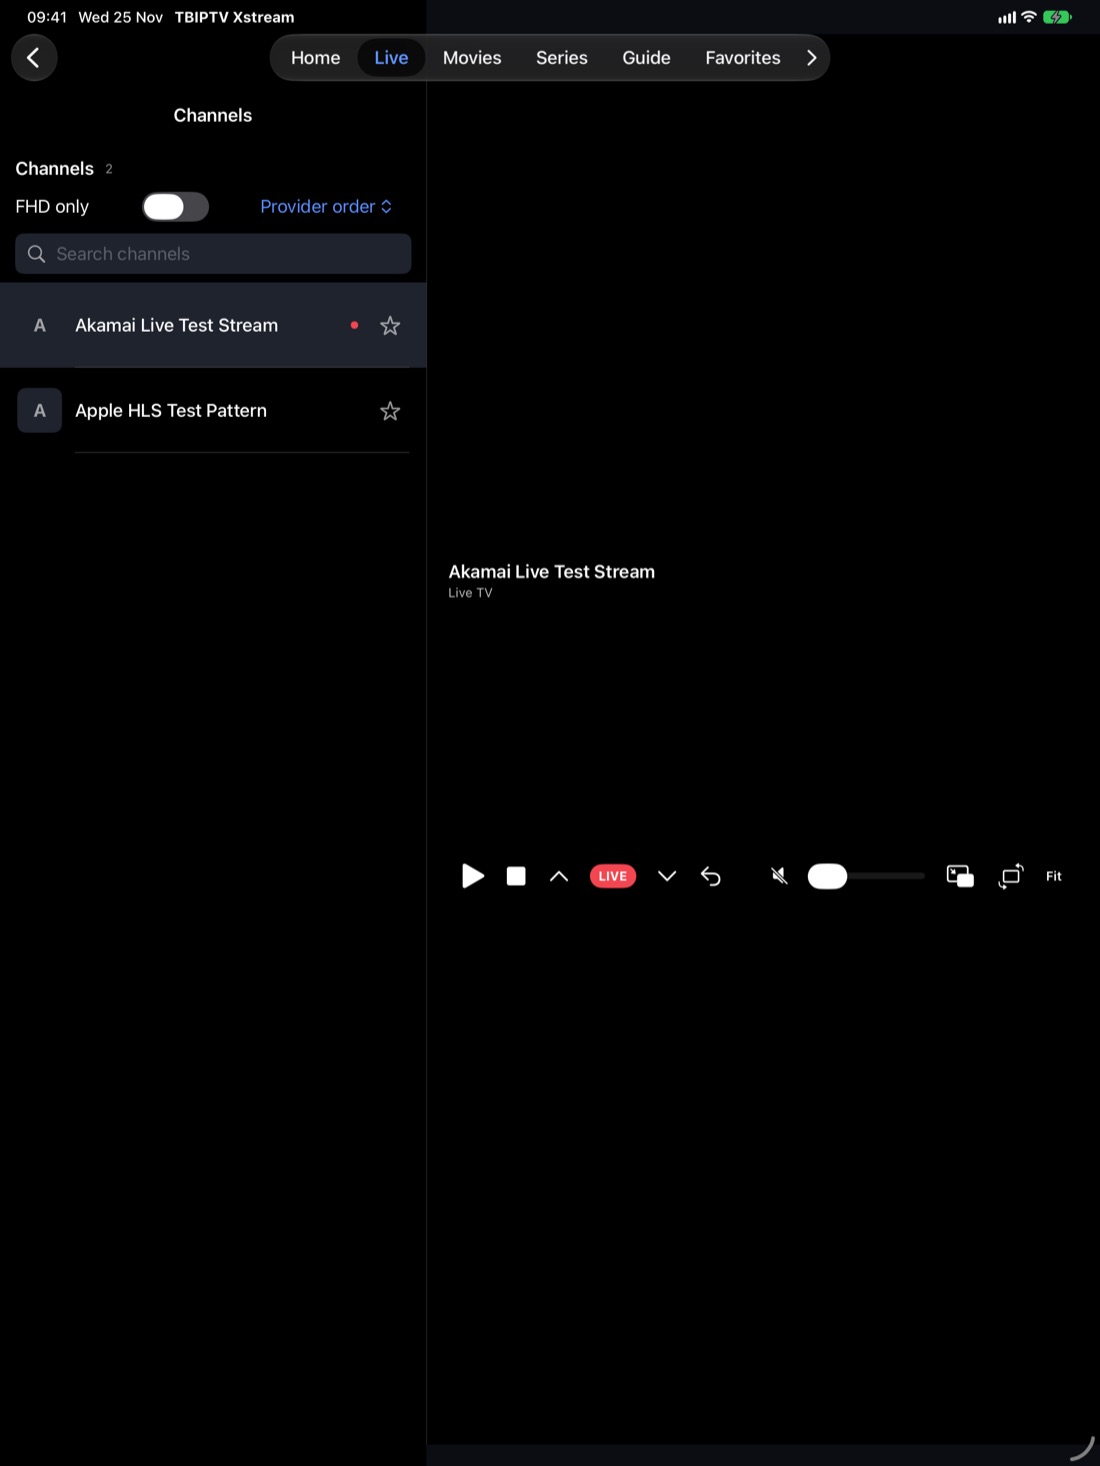 09:41 Wed 25 Nov TBIPTV Xstream
Home Live Movies Series Guide Favorites
Channels
Channels 2
FHD only Provider order
Search channels
A Akamai Live Test Stream
A Apple HLS Test Pattern
Akamai Live Test Stream
Live TV
LIVE Fit